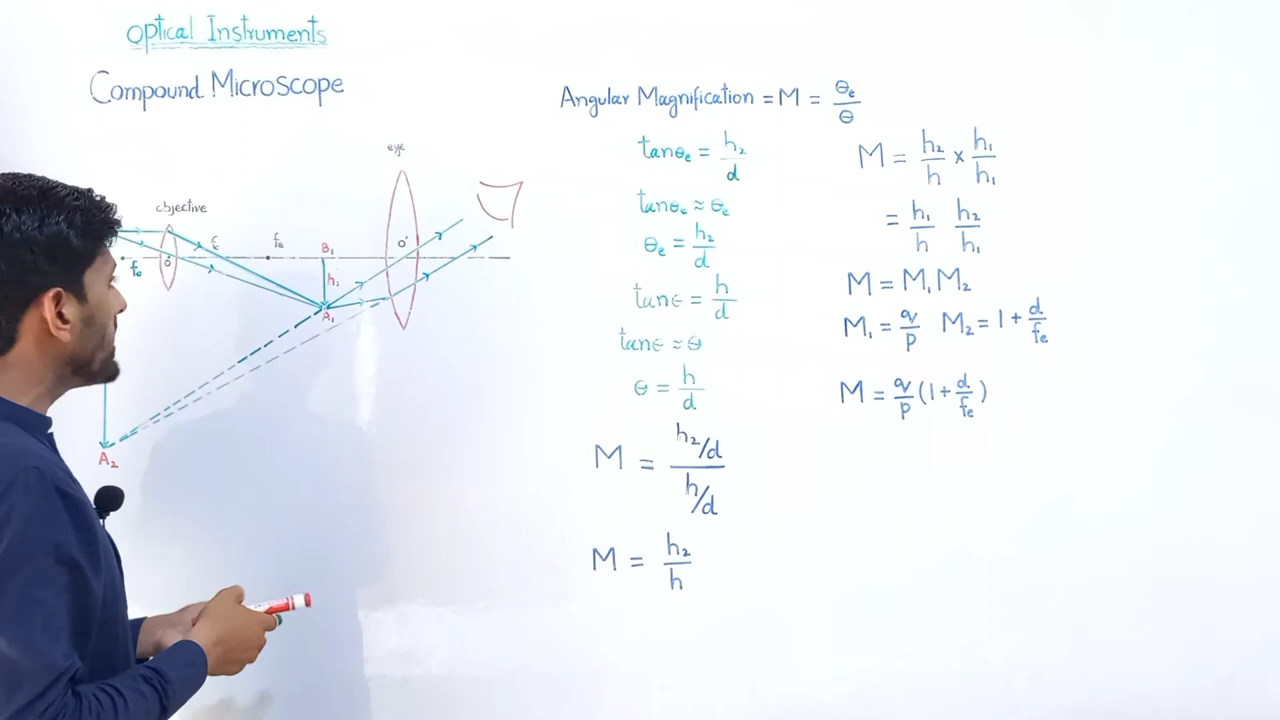 Optical Instruments
Compound Microscope
objective
eye
fo
O
fc
fe
B₁
h₁
A₁
O'
A₂
Angular Magnification = M = θe/θ
tanθe = h₂/d
tanθe ≈ θe
θe = h₂/d
tanθ = h/d
tanθ ≈ θ
θ = h/d
M = (h₂/d)/(h/d)
M = h₂/h
M = h₂/h × h₁/h₁
= h₁/h h₂/h₁
M = M₁M₂
M₁ = q/p M₂ = 1 + d/fe
M = q/p (1 + d/fe)